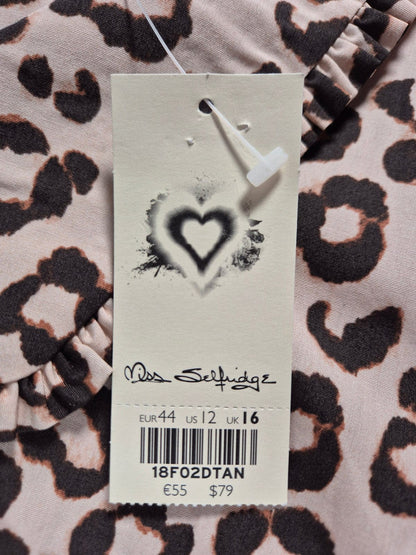 Miss Selfridge
EUR 44 US 12 UK 16
18F02DTAN
€55 $79